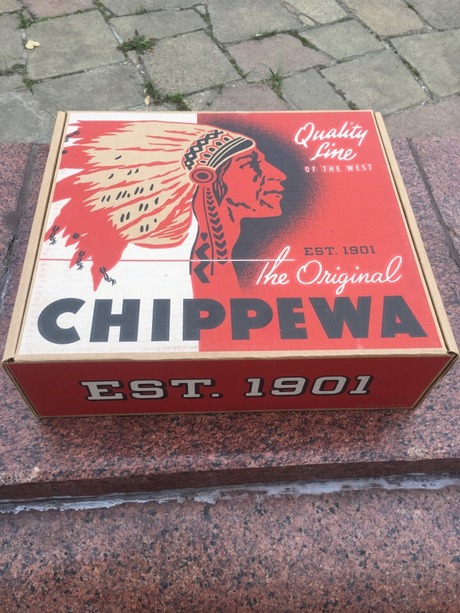 Quality
Line
OF THE WEST
EST. 1901
The Original
CHIPPEWA
EST. 1901